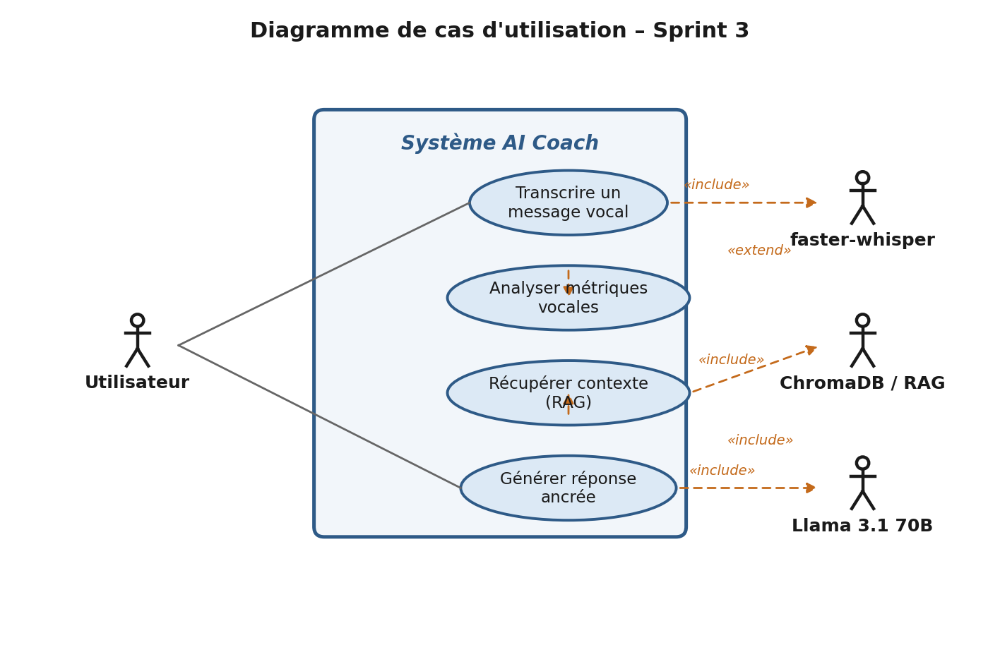 Diagramme de cas d'utilisation – Sprint 3
Système AI Coach
Transcrire un
message vocal
«include»
faster-whisper
«extend»
Analyser métriques
vocales
Utilisateur
«include»
ChromaDB / RAG
Récupérer contexte
(RAG)
«include»
«include»
Générer réponse
ancrée
Llama 3.1 70B